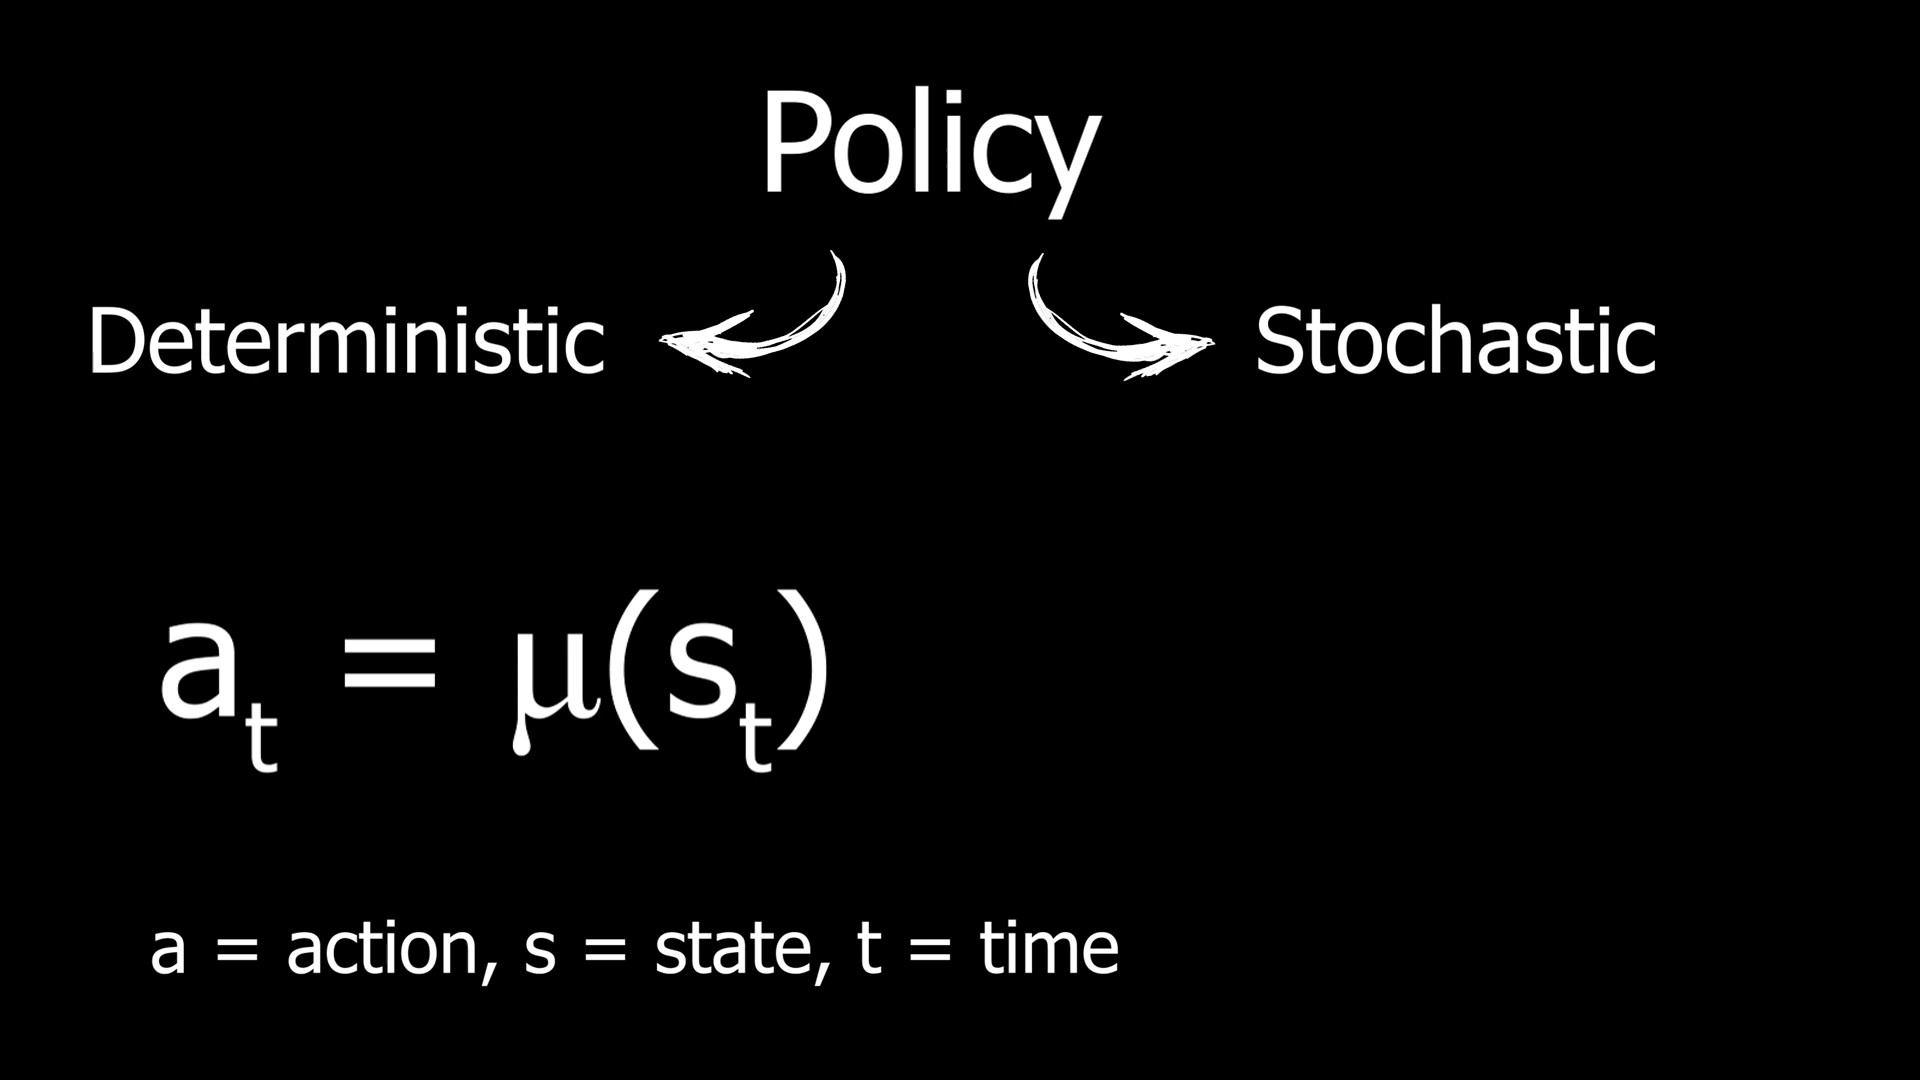 Policy
Deterministic Stochastic
aₜ = μ(sₜ)
a = action, s = state, t = time